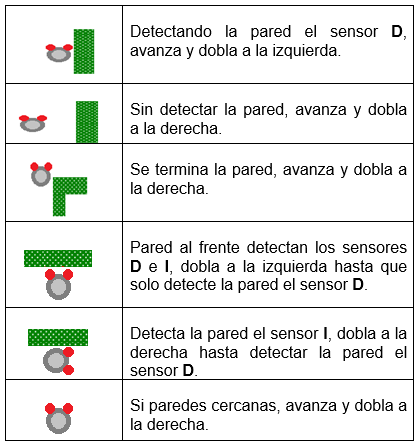 Detectando la pared el sensor D,
avanza y dobla a la izquierda.
Sin detectar la pared, avanza y dobla
a la derecha.
Se termina la pared, avanza y dobla a
la derecha.
Pared al frente detectan los sensores
D e I, dobla a la izquierda hasta que
solo detecte la pared el sensor D.
Detecta la pared el sensor I, dobla a la
derecha hasta detectar la pared el
sensor D.
Si paredes cercanas, avanza y dobla a
la derecha.